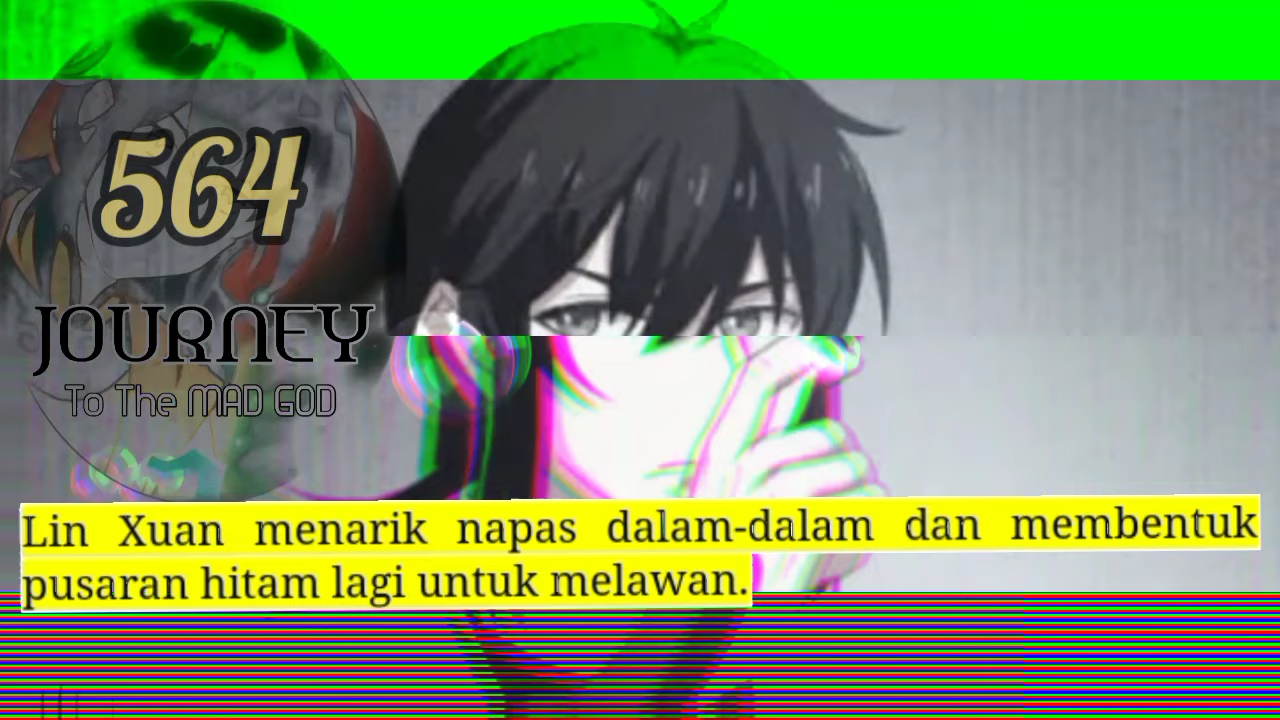 564
JOURNEY
To The MAD GOD
Lin Xuan menarik napas dalam-dalam dan membentuk
pusaran hitam lagi untuk melawan.